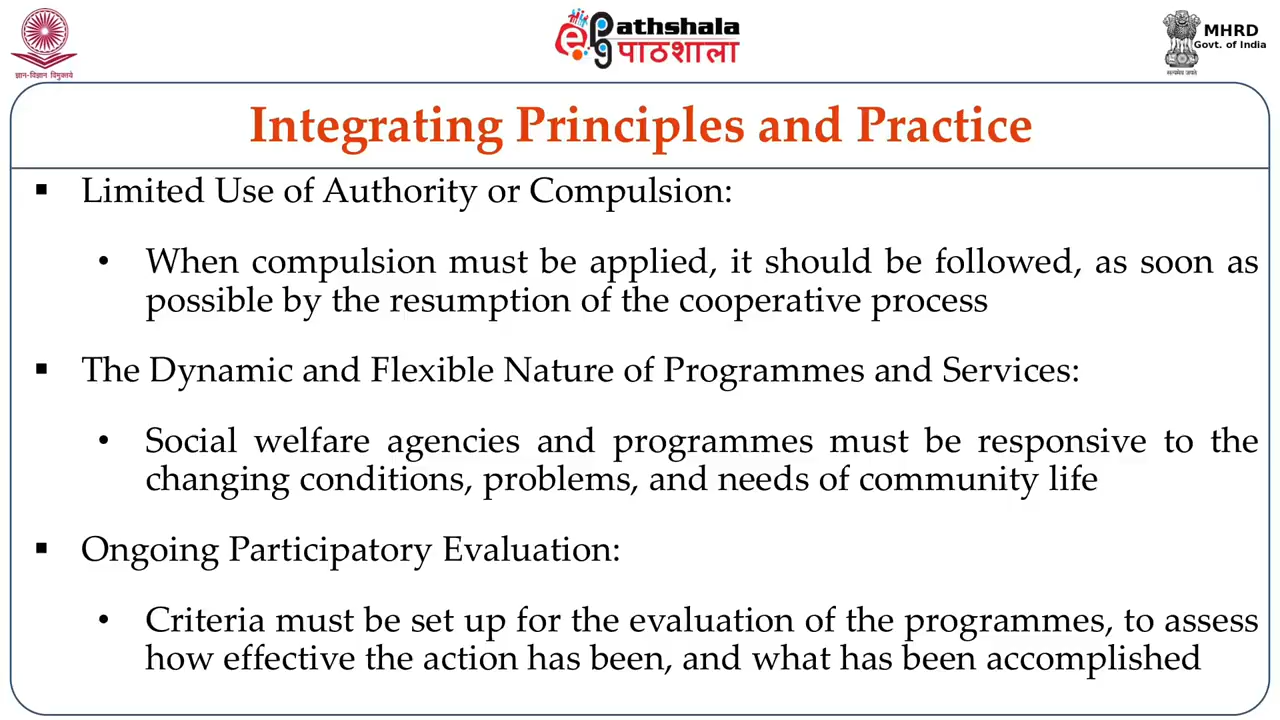 ज्ञान-विज्ञान विमुक्तये
ePathshala
पाठशाला
MHRD
Govt. of India
सत्यमेव जयते
Integrating Principles and Practice
▪ Limited Use of Authority or Compulsion:
• When compulsion must be applied, it should be followed, as soon as
possible by the resumption of the cooperative process
▪ The Dynamic and Flexible Nature of Programmes and Services:
• Social welfare agencies and programmes must be responsive to the
changing conditions, problems, and needs of community life
▪ Ongoing Participatory Evaluation:
• Criteria must be set up for the evaluation of the programmes, to assess
how effective the action has been, and what has been accomplished